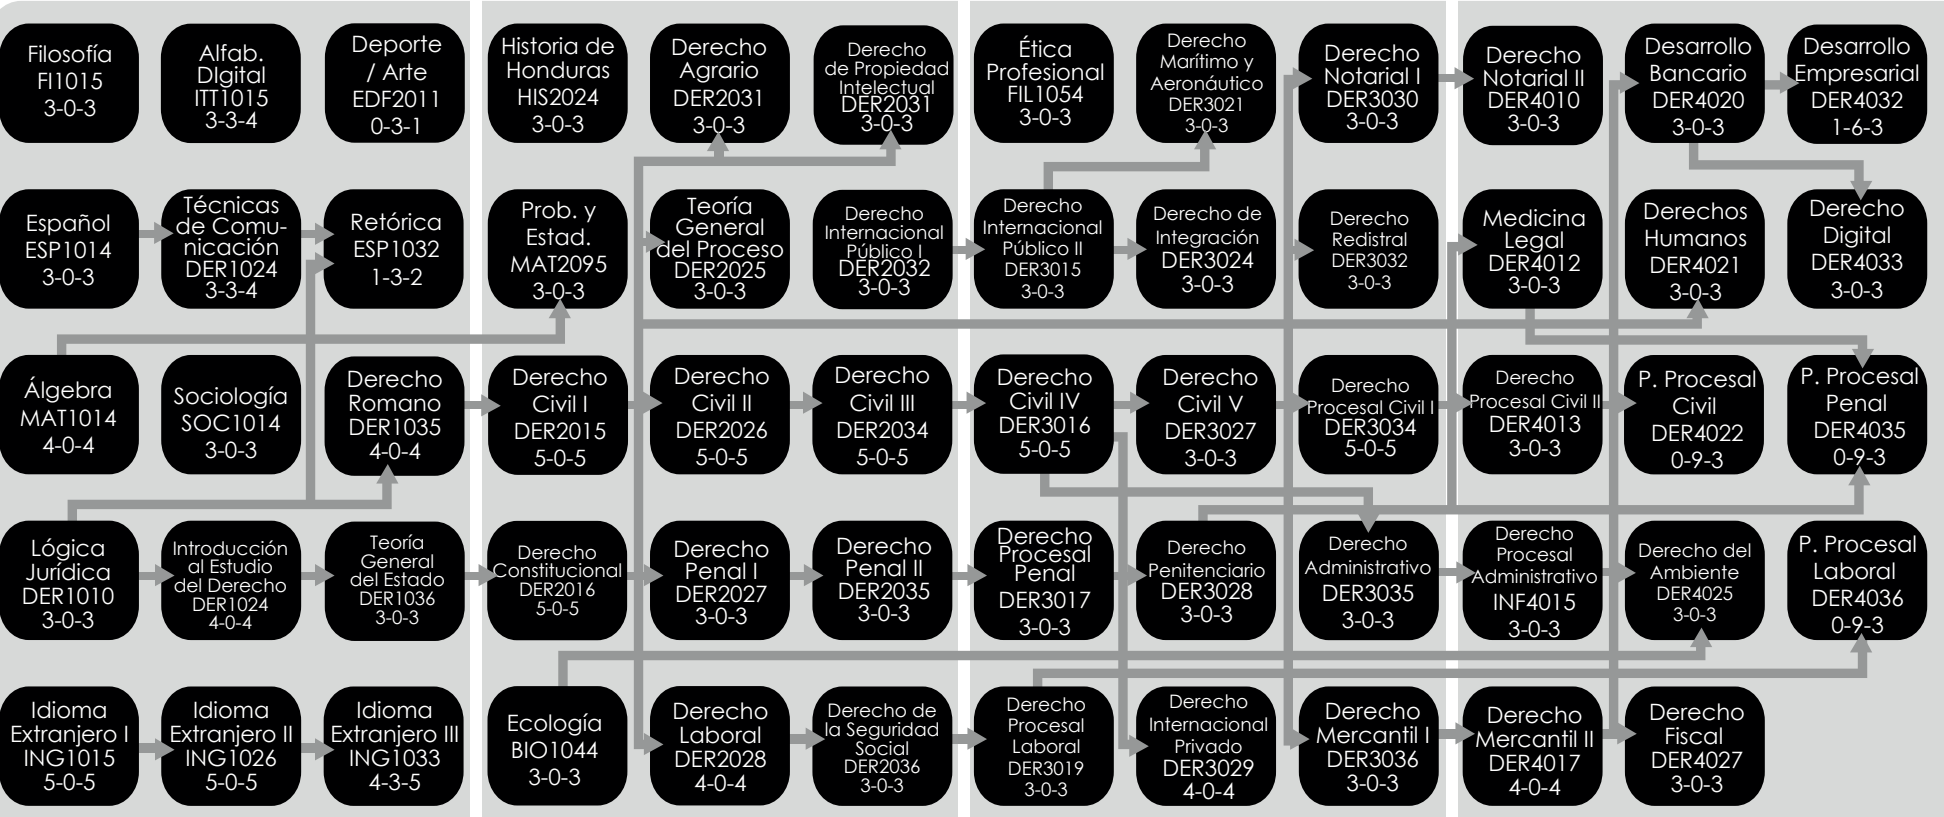 Filosofía
FI1015
3-0-3
Alfab.
DIgital
ITT1015
3-3-4
Deporte
/ Arte
EDF2011
0-3-1
Historia de
Honduras
HIS2024
3-0-3
Derecho
Agrario
DER2031
3-0-3
Derecho
de Propiedad
Intelectual
DER2031
3-0-3
Ética
Profesional
FIL1054
3-0-3
Derecho
Marítimo y
Aeronáutico
DER3021
3-0-3
Derecho
Notarial I
DER3030
3-0-3
Derecho
Notarial II
DER4010
3-0-3
Desarrollo
Bancario
DER4020
3-0-3
Desarrollo
Empresarial
DER4032
1-6-3
Español
ESP1014
3-0-3
Técnicas
de Comu-
nicación
DER1024
3-3-4
Retórica
ESP1032
1-3-2
Prob. y
Estad.
MAT2095
3-0-3
Teoría
General
del Proceso
DER2025
3-0-3
Derecho
Internacional
Público I
DER2032
3-0-3
Derecho
Internacional
Público II
DER3015
3-0-3
Derecho de
Integración
DER3024
3-0-3
Derecho
Redistral
DER3032
3-0-3
Medicina
Legal
DER4012
3-0-3
Derechos
Humanos
DER4021
3-0-3
Derecho
Digital
DER4033
3-0-3
Álgebra
MAT1014
4-0-4
Sociología
SOC1014
3-0-3
Derecho
Romano
DER1035
4-0-4
Derecho
Civil I
DER2015
5-0-5
Derecho
Civil II
DER2026
5-0-5
Derecho
Civil III
DER2034
5-0-5
Derecho
Civil IV
DER3016
5-0-5
Derecho
Civil V
DER3027
3-0-3
Derecho
Procesal Civil I
DER3034
5-0-5
Derecho
Procesal Civil II
DER4013
3-0-3
P. Procesal
Civil
DER4022
0-9-3
P. Procesal
Penal
DER4035
0-9-3
Lógica
Jurídica
DER1010
3-0-3
Introducción
al Estudio
del Derecho
DER1024
4-0-4
Teoría
General
del Estado
DER1036
3-0-3
Derecho
Constitucional
DER2016
5-0-5
Derecho
Penal I
DER2027
3-0-3
Derecho
Penal II
DER2035
3-0-3
Derecho
Procesal
Penal
DER3017
3-0-3
Derecho
Penitenciario
DER3028
3-0-3
Derecho
Administrativo
DER3035
3-0-3
Derecho
Procesal
Administrativo
INF4015
3-0-3
Derecho del
Ambiente
DER4025
3-0-3
P. Procesal
Laboral
DER4036
0-9-3
Idioma
Extranjero I
ING1015
5-0-5
Idioma
Extranjero II
ING1026
5-0-5
Idioma
Extranjero III
ING1033
4-3-5
Ecología
BIO1044
3-0-3
Derecho
Laboral
DER2028
4-0-4
Derecho de
la Seguridad
Social
DER2036
3-0-3
Derecho
Procesal
Laboral
DER3019
3-0-3
Derecho
Internacional
Privado
DER3029
4-0-4
Derecho
Mercantil I
DER3036
3-0-3
Derecho
Mercantil II
DER4017
4-0-4
Derecho
Fiscal
DER4027
3-0-3